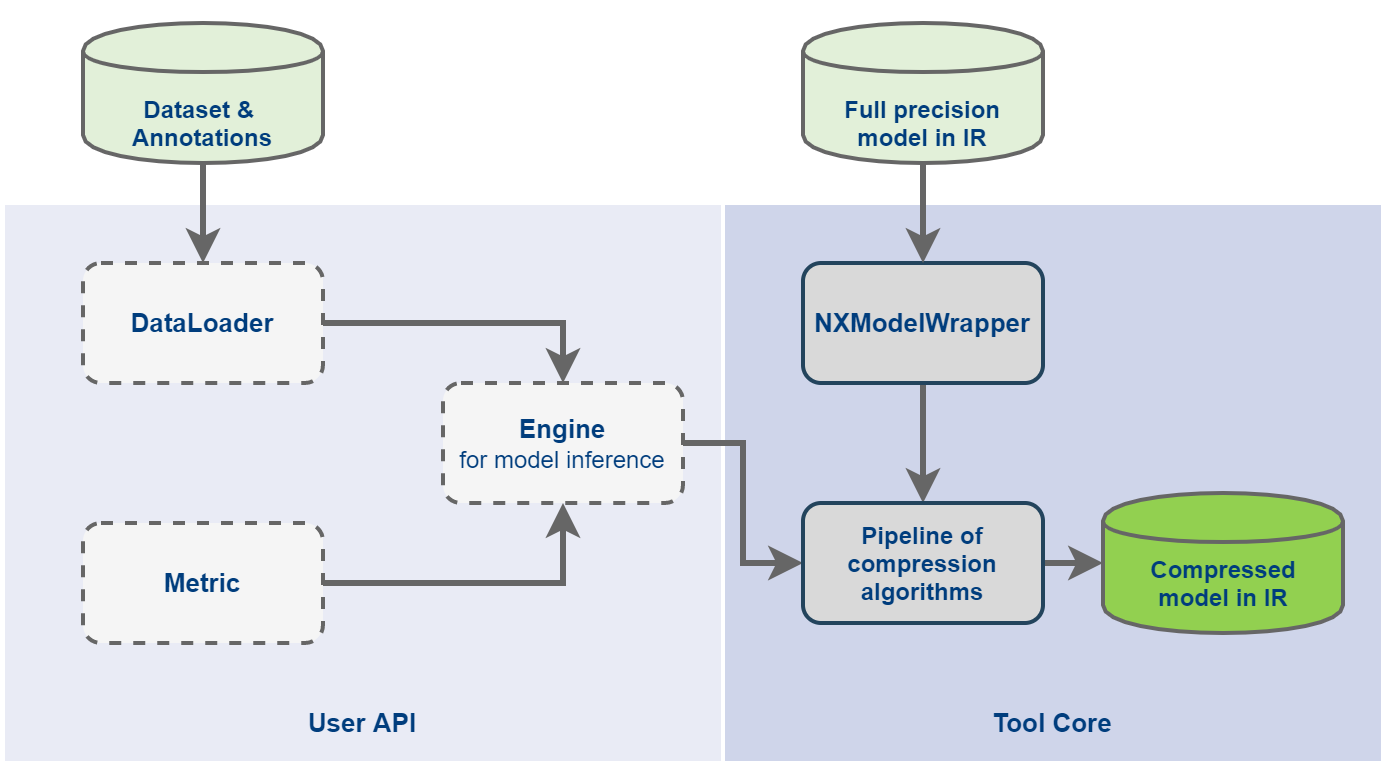 Dataset &
Annotations
Full precision
model in IR
DataLoader
NXModelWrapper
Engine
for model inference
Metric
Pipeline of
compression
algorithms
Compressed
model in IR
User API
Tool Core